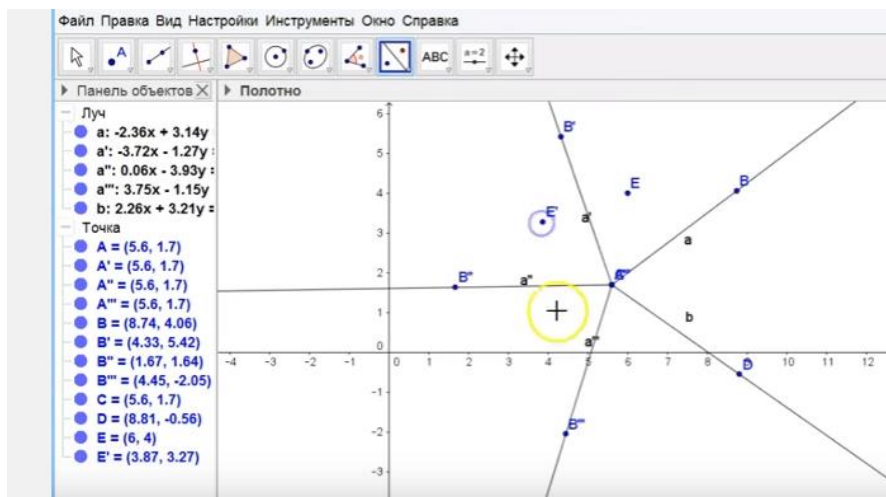 Файл Правка Вид Настройки Инструменты Окно Справка
A ABC a=2
Панель объектов Полотно
Луч
a: -2.36x + 3.14y
a': -3.72x - 1.27y :
a'': 0.06x - 3.93y =
a''': 3.75x - 1.15y
b: 2.26x + 3.21y =
Точка
A = (5.6, 1.7)
A' = (5.6, 1.7)
A'' = (5.6, 1.7)
A''' = (5.6, 1.7)
B = (8.74, 4.06)
B' = (4.33, 5.42)
B'' = (1.67, 1.64)
B''' = (4.45, -2.05)
C = (5.6, 1.7)
D = (8.81, -0.56)
E = (6, 4)
E' = (3.87, 3.27)
6
B'
5
E
B
4
E'
a'
3
a
2
B''
a''
1
b
0
a'''
-4 -3 -2 -1 0 1 2 3 4 5 6 7 8 9 10 11 12
D
-1
-2
B'''
-3